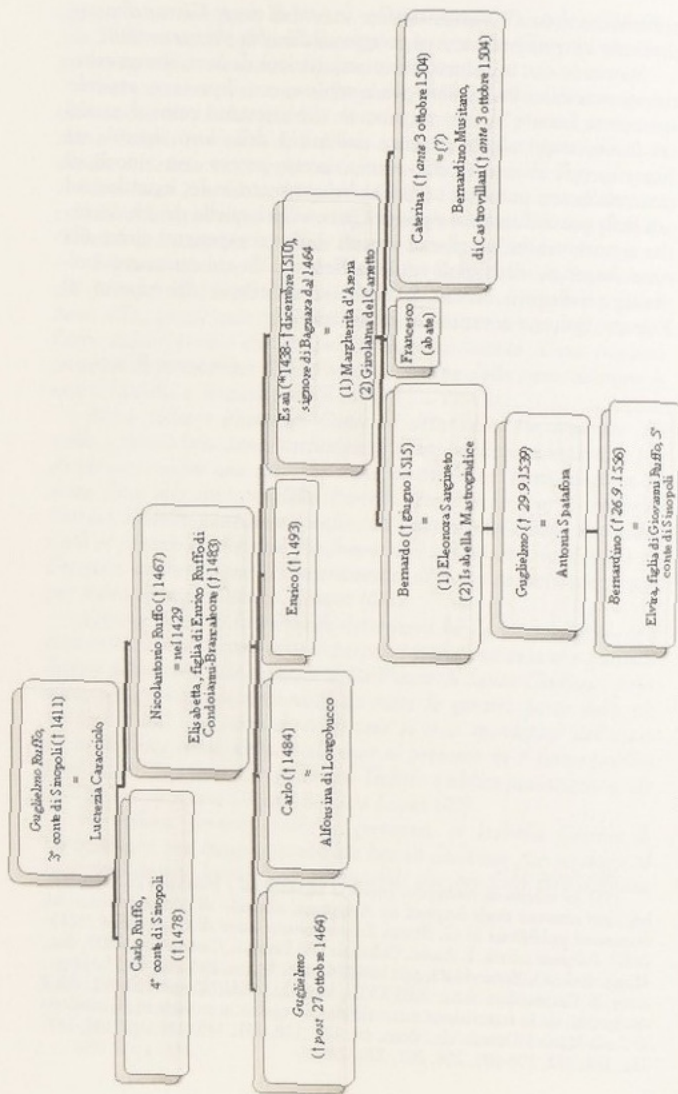 Guglielmo Ruffo,
3° conte di Sinopoli († 1411)
=
Lucrezia Caracciolo
Carlo Ruffo,
4° conte di Sinopoli
(† 1478)
Nicolantonio Ruffo († 1467)
= nel 1429
Elisabetta, figlia di Enrico Ruffo di
Condoianni-Brancaleone († 1483)
Guglielmo
(† post 27 ottobre 1464)
Carlo († 1484)
=
Alfonsina di Longobucco
Enrico († 1493)
Esaù (*1438- † dicembre 1510),
signore di Bagnara dal 1464
=
(1) Margherita d'Arena
(2) Girolama del Carretto
Bernardo († giugno 1515)
=
(1) Eleonora Sangineto
(2) Isabella Mastrogiudice
Francesco
(abate)
Caterina († ante 3 ottobre 1504)
= (?)
Bernardino Musitano,
di Castrovillari († ante 3 ottobre 1504)
Guglielmo († 29.9.1539)
=
Antonia Spatafora
Bernardino († 26.9.1556)
=
Elvira, figlia di Giovanni Ruffo, 5°
conte di Sinopoli